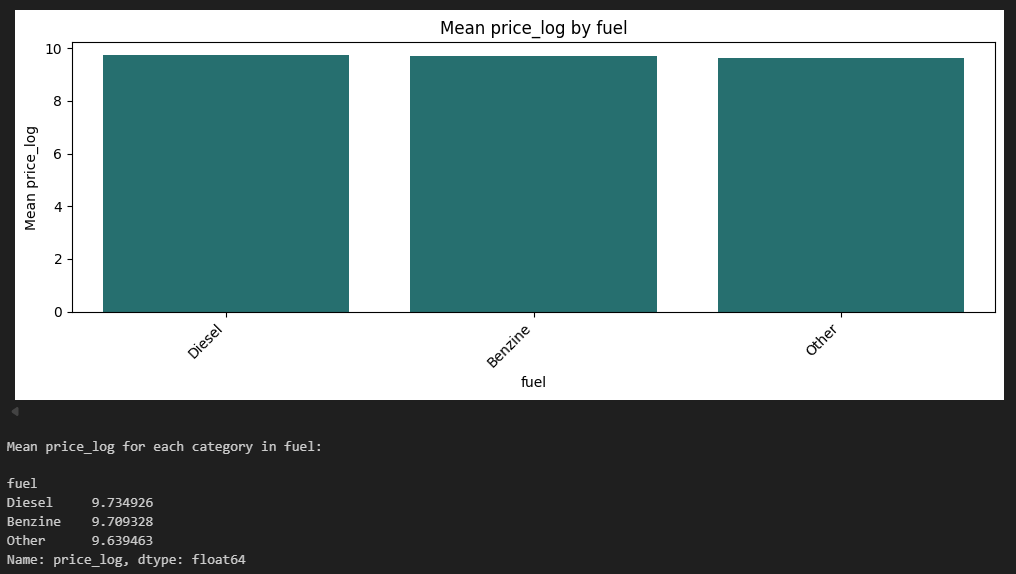 Mean price_log by fuel
10
8
6
4
2
0
Mean price_log
Diesel
Benzine
Other
fuel
Mean price_log for each category in fuel:
fuel
Diesel     9.734926
Benzine    9.709328
Other      9.639463
Name: price_log, dtype: float64